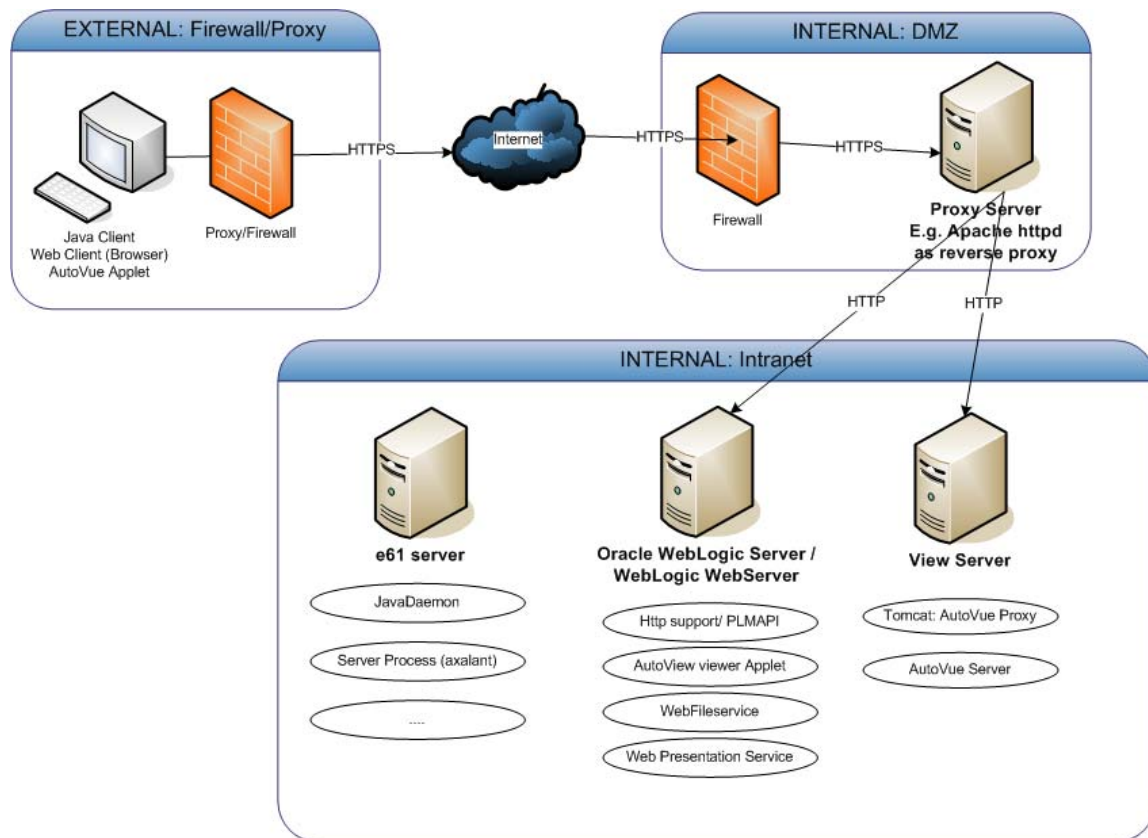 EXTERNAL: Firewall/Proxy
INTERNAL: DMZ
HTTPS
Internet
HTTPS
HTTPS
Java Client
Web Client (Browser)
AutoVue Applet
Proxy/Firewall
Firewall
Proxy Server
E.g. Apache httpd
as reverse proxy
HTTP
HTTP
INTERNAL: Intranet
e61 server
JavaDaemon
Server Process (axalant)
....
Oracle WebLogic Server /
WebLogic WebServer
Http support/ PLMAPI
AutoView viewer Applet
WebFileservice
Web Presentation Service
View Server
Tomcat: AutoVue Proxy
AutoVue Server